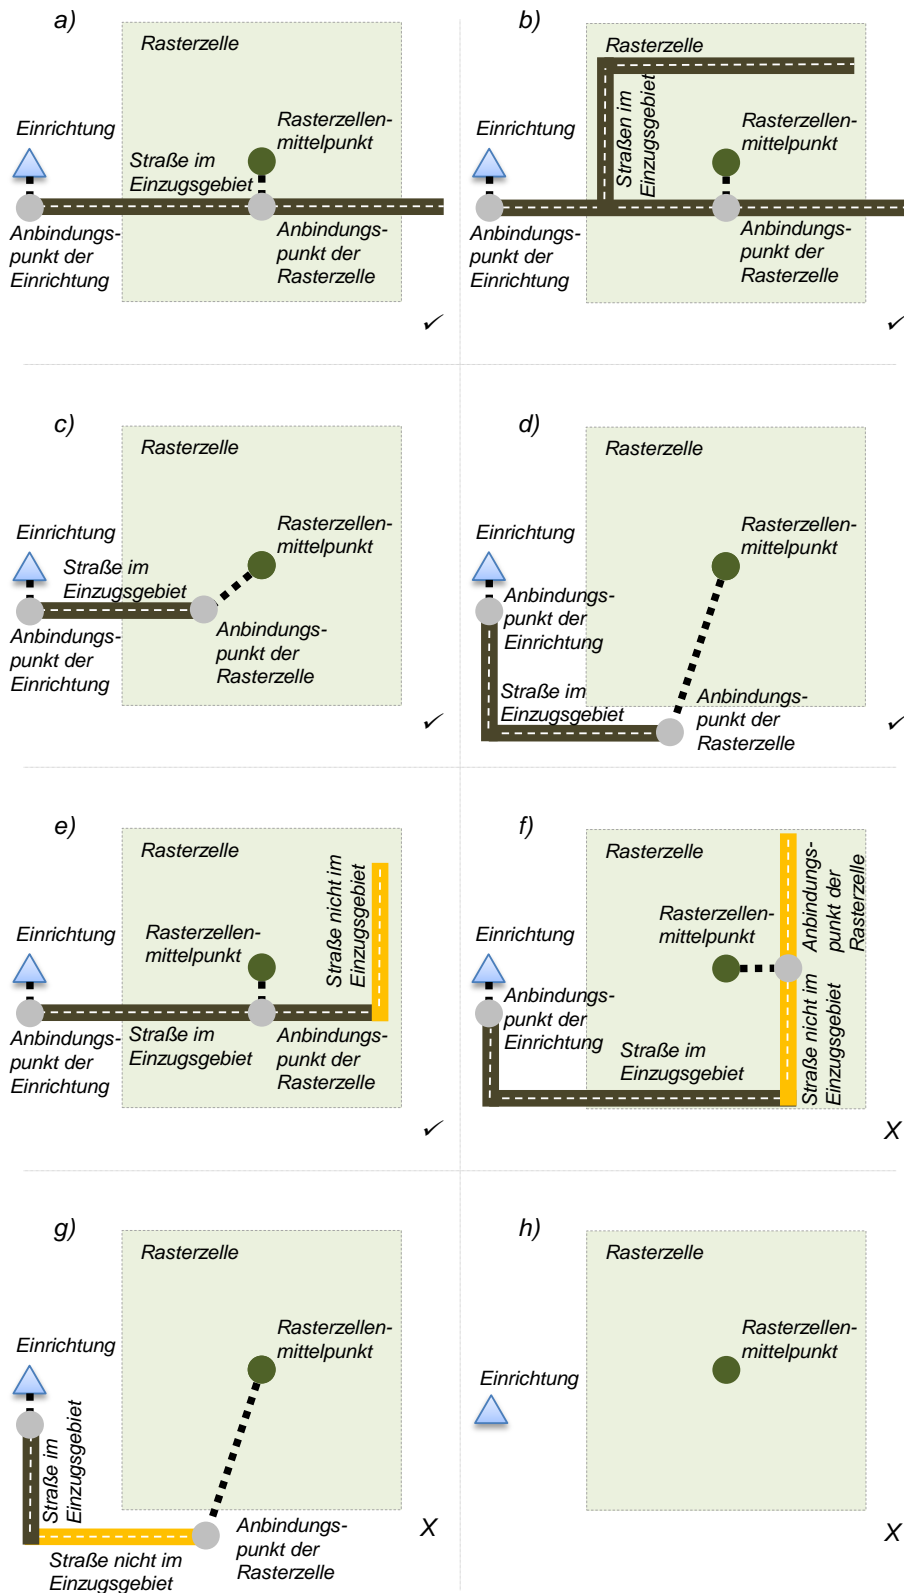 a)
Rasterzelle
Einrichtung
Rasterzellen-
mittelpunkt
Straße im
Einzugsgebiet
Anbindungs-
punkt der
Einrichtung
Anbindungs-
punkt der
Rasterzelle
✓
b)
Rasterzelle
Einrichtung
Straßen im
Einzugsgebiet
Rasterzellen-
mittelpunkt
Anbindungs-
punkt der
Einrichtung
Anbindungs-
punkt der
Rasterzelle
✓
c)
Rasterzelle
Einrichtung
Rasterzellen-
mittelpunkt
Straße im
Einzugsgebiet
Anbindungs-
punkt der
Einrichtung
Anbindungs-
punkt der
Rasterzelle
✓
d)
Rasterzelle
Einrichtung
Rasterzellen-
mittelpunkt
Anbindungs-
punkt der
Einrichtung
Straße im
Einzugsgebiet
Anbindungs-
punkt der
Rasterzelle
✓
e)
Rasterzelle
Straße nicht im
Einzugsgebiet
Einrichtung
Rasterzellen-
mittelpunkt
Anbindungs-
punkt der
Einrichtung
Straße im
Einzugsgebiet
Anbindungs-
punkt der
Rasterzelle
✓
f)
Rasterzelle
Anbindungs-
punkt der
Rasterzelle
Einrichtung
Rasterzellen-
mittelpunkt
Anbindungs-
punkt der
Einrichtung
Straße im
Einzugsgebiet
Straße nicht im
Einzugsgebiet
X
g)
Rasterzelle
Einrichtung
Rasterzellen-
mittelpunkt
Straße im
Einzugsgebiet
Straße nicht im
Einzugsgebiet
Anbindungs-
punkt der
Rasterzelle
X
h)
Rasterzelle
Einrichtung
Rasterzellen-
mittelpunkt
X